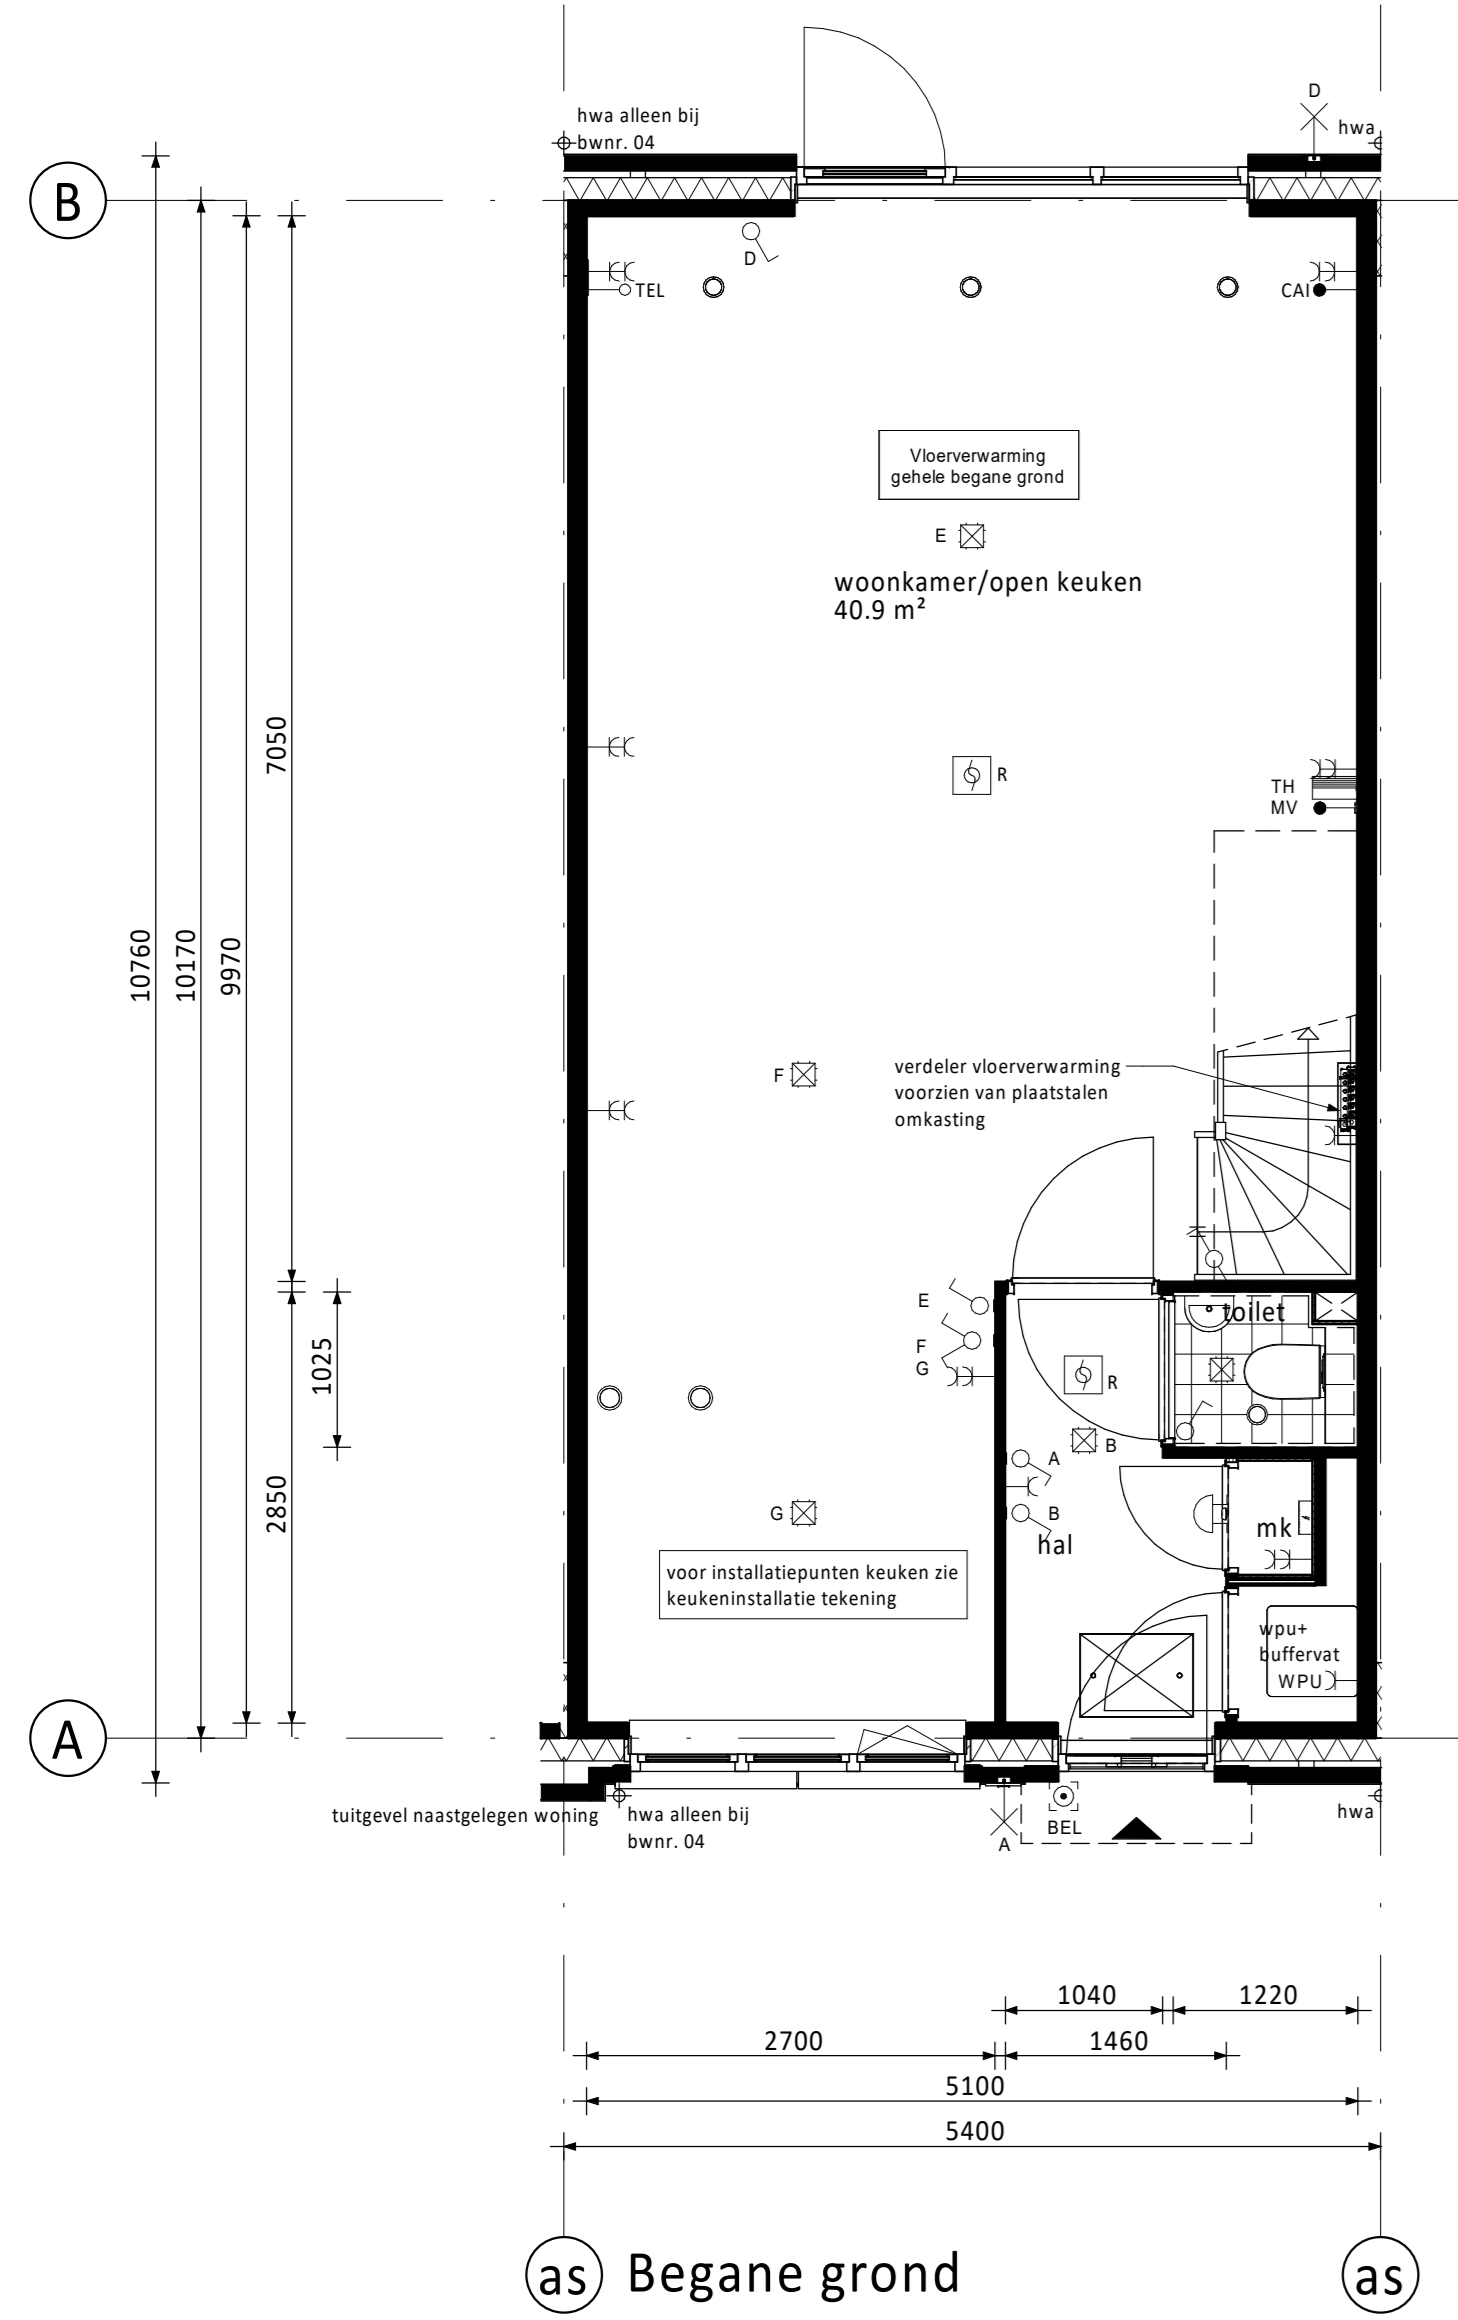 D
hwa alleen bij
bwnr. 04
hwa
B
D
TEL
CAI
Vloerverwarming
gehele begane grond
E
woonkamer/open keuken
40.9 m²
7050
R
TH
MV
10760
10170
9970
F
verdeler vloerverwarming
voorzien van plaatstalen
omkasting
E
toilet
F
G
1025
R
B
A
2850
G
B
mk
hal
voor installatiepunten keuken zie
keukeninstallatie tekening
wpu+
buffervat
WPU
A
tuitgevel naastgelegen woning
hwa alleen bij
bwnr. 04
A
BEL
hwa
1040
1220
2700
1460
5100
5400
as
Begane grond
as